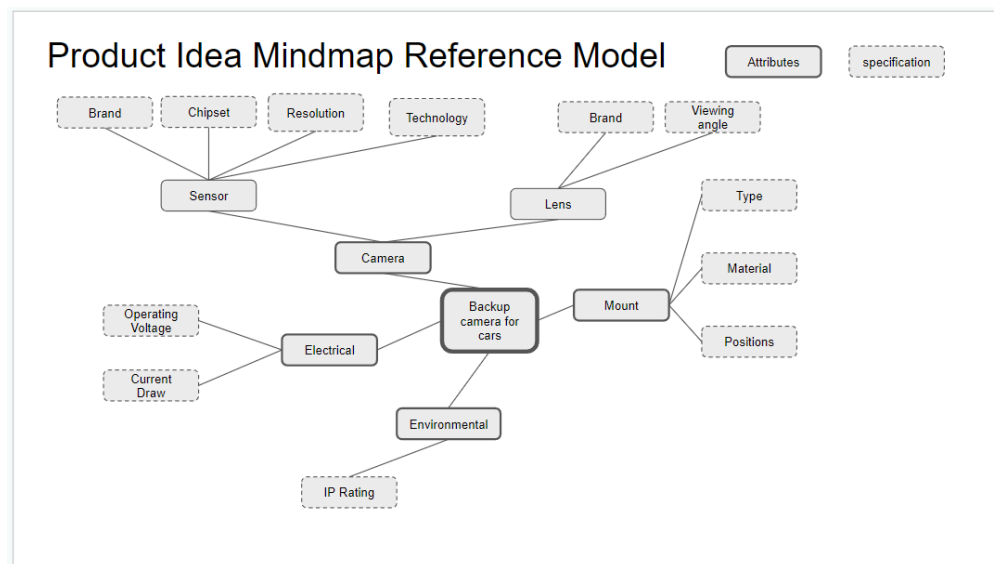 Product Idea Mindmap Reference Model
Attributes
specification
Brand
Chipset
Resolution
Technology
Brand
Viewing
angle
Sensor
Lens
Type
Camera
Material
Backup
camera for
cars
Mount
Operating
Voltage
Electrical
Positions
Current
Draw
Environmental
IP Rating